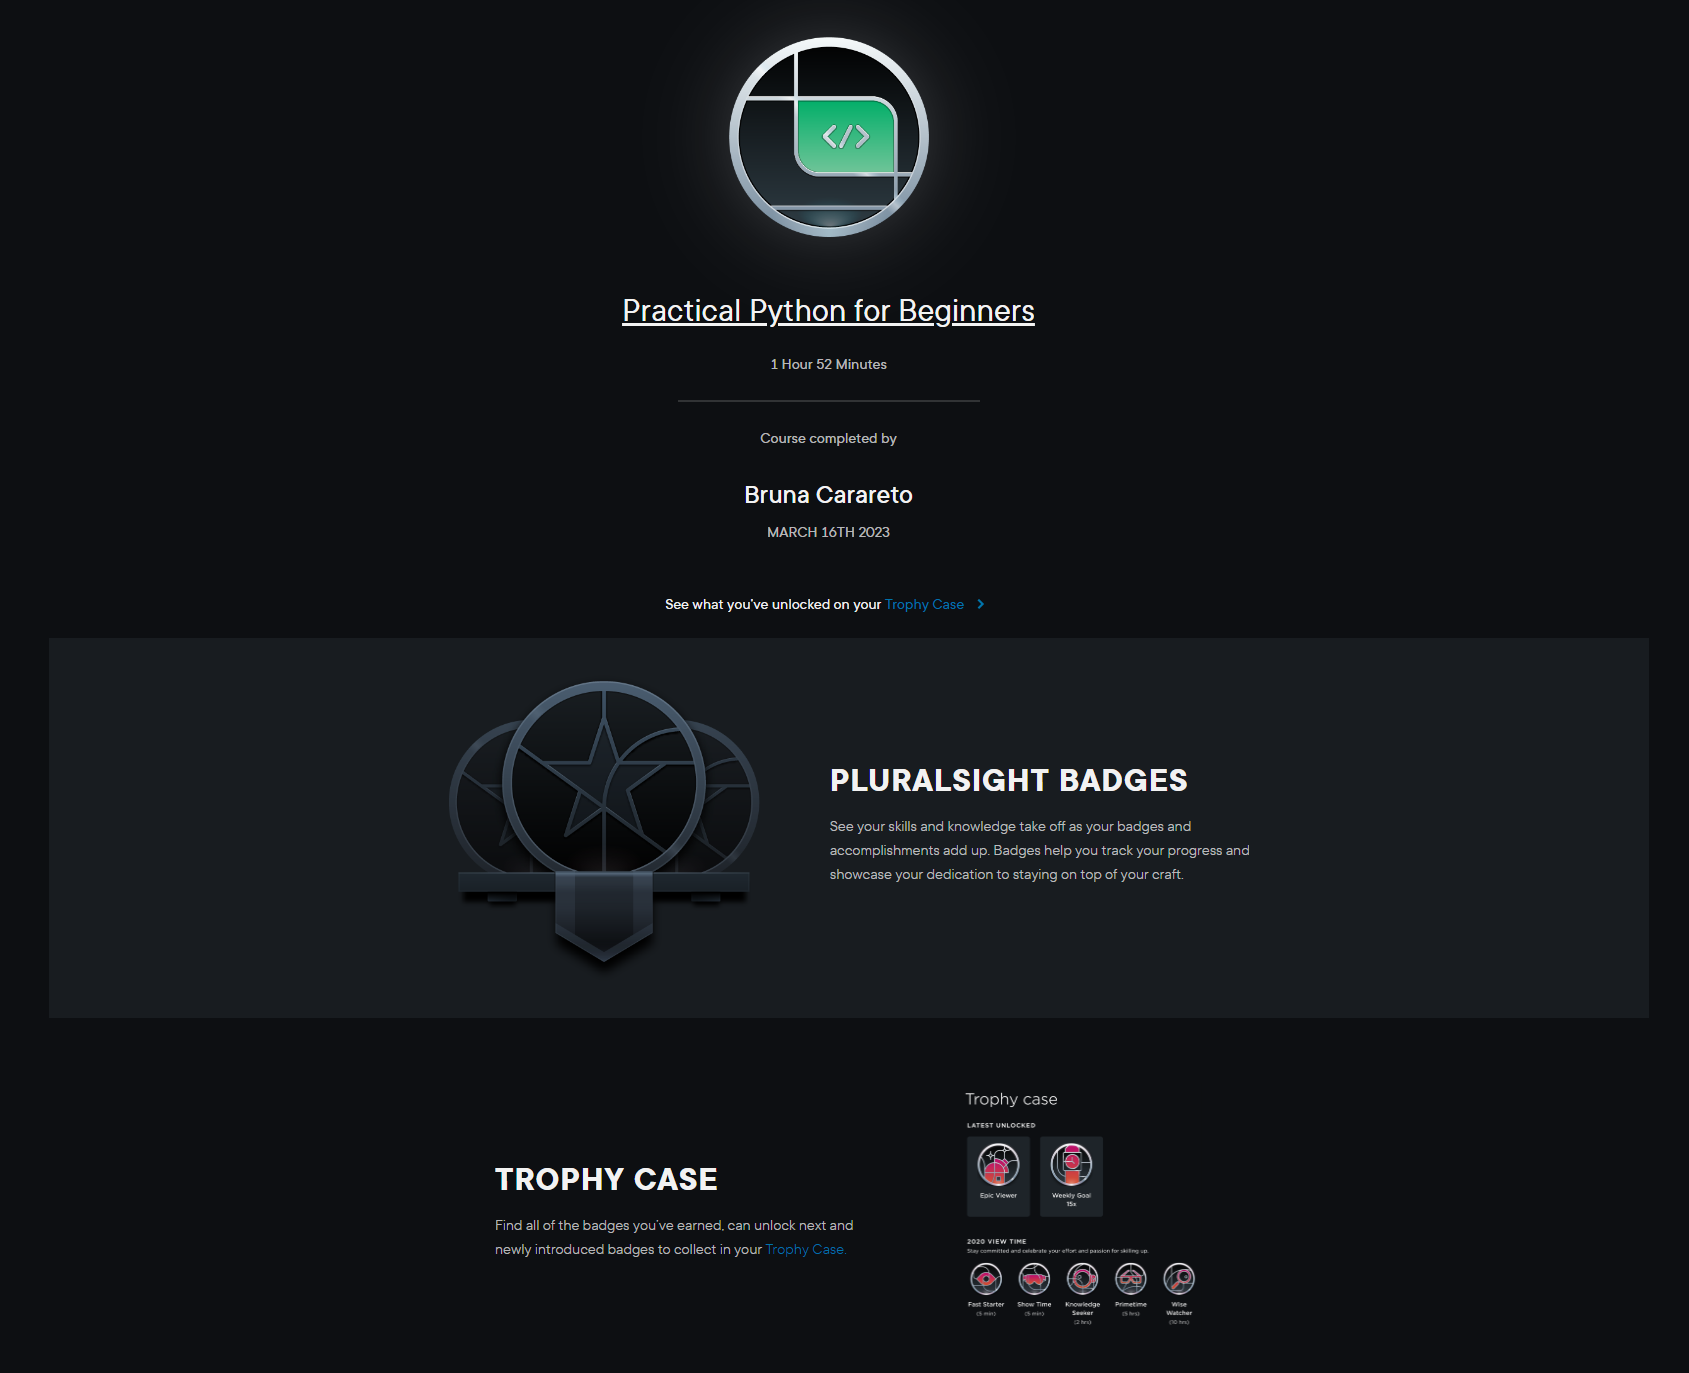 </>
Practical Python for Beginners
1 Hour 52 Minutes
Course completed by
Bruna Carareto
MARCH 16TH 2023
See what you've unlocked on your Trophy Case
PLURALSIGHT BADGES
See your skills and knowledge take off as your badges and
accomplishments add up. Badges help you track your progress and
showcase your dedication to staying on top of your craft.
TROPHY CASE
Find all of the badges you've earned, can unlock next and
newly introduced badges to collect in your Trophy Case.
Trophy case
LATEST UNLOCKED
Epic Viewer
Weekly Goal
15x
2020 VIEW TIME
Stay committed and celebrate your effort and passion for skilling up.
Fast Starter
(5 min)
Show Time
(5 min)
Knowledge
Seeker
(2 hrs)
Primetime
(5 hrs)
Wise
Watcher
(10 hrs)